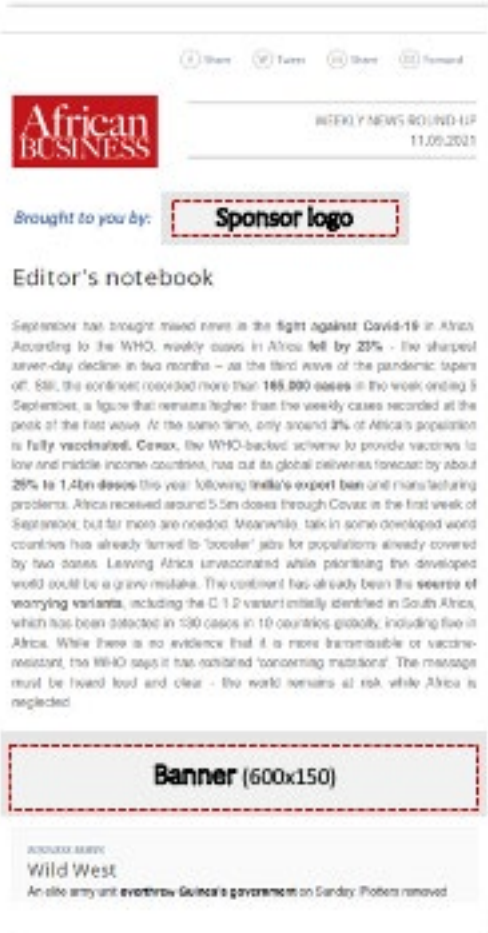 Share Tweet Share Forward
African
BUSINESS
WEEKLY NEWS ROUND-UP
11.09.2021
Brought to you by:
Sponsor logo
Editor's notebook
September has brought mixed news in the fight against Covid-19 in Africa.
According to the WHO, weekly cases in Africa fell by 23% - the sharpest
seven-day decline in two months – as the third wave of the pandemic tapers
off. Still, the continent recorded more than 165,000 cases in the week ending 5
September, a figure that remains higher than the weekly cases recorded at the
peak of the first wave. At the same time, only around 3% of Africa's population
is fully vaccinated. Covax, the WHO-backed scheme to provide vaccines to
low and middle income countries, has cut its global deliveries forecast by about
25% to 1.4bn doses this year following India's export ban and manufacturing
problems. Africa received around 5.5m doses through Covax in the first week of
September, but far more are needed. Meanwhile, talk in some developed world
countries has already turned to 'booster' jabs for populations already covered
by two doses. Leaving Africa unvaccinated while prioritising the developed
world could be a grave mistake. The continent has already been the source of
worrying variants, including the C.1.2 variant initially identified in South Africa,
which has been detected in 130 cases in 10 countries globally, including five in
Africa. While there is no evidence that it is more transmissible or vaccine-
resistant, the WHO says it has exhibited 'concerning mutations'. The message
must be heard loud and clear - the world remains at risk while Africa is
neglected.
Banner (600x150)
Wild West
An elite army unit overthrew Guinea's government on Sunday. Plotters removed